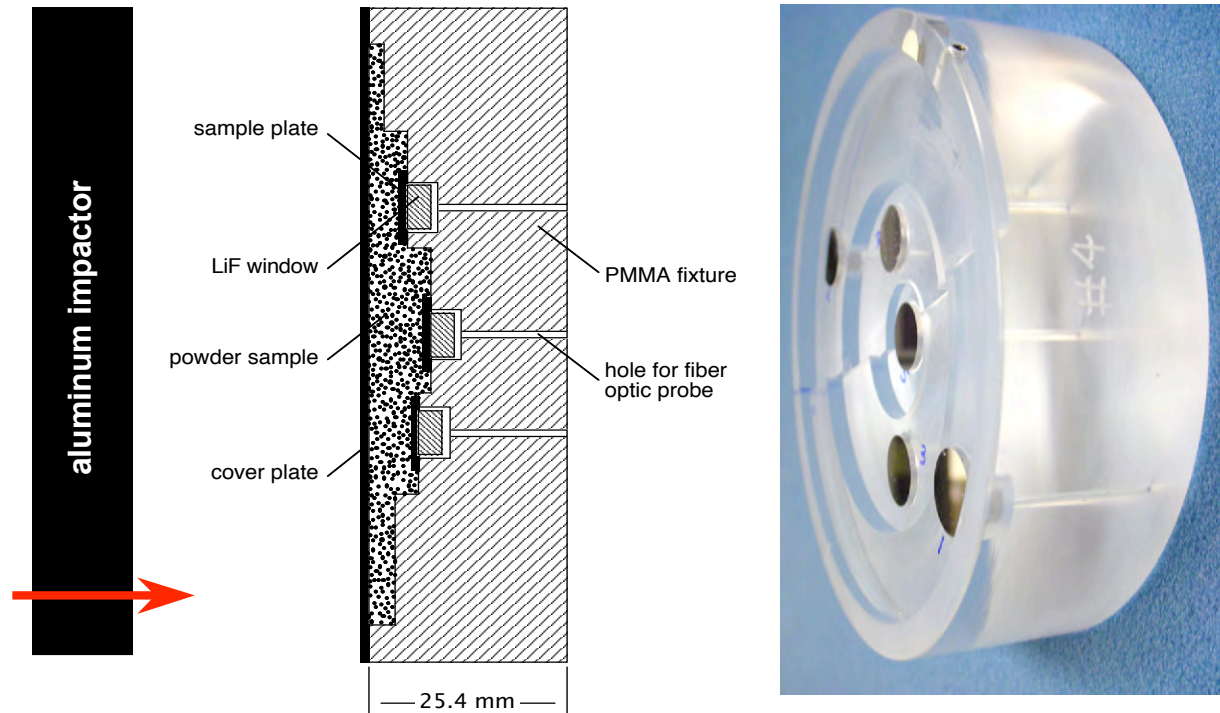 aluminum impactor
sample plate
LiF window
powder sample
cover plate
PMMA fixture
hole for fiber
optic probe
25.4 mm
#4